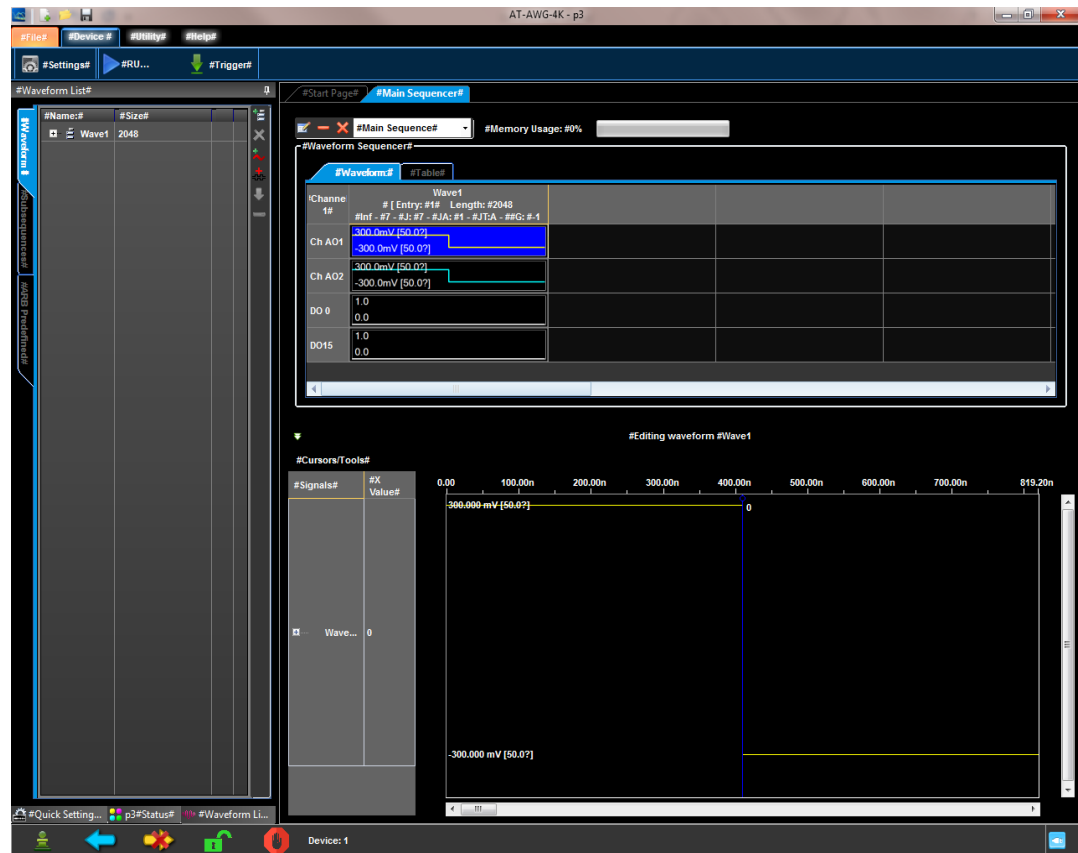 AT-AWG-4K - p3
#File# #Device # #Utility# #Help#
#Settings# #RU... #Trigger#
#Waveform List#
#Name:# #Size#
Wave1 2048
#Waveform #
#Subsequences#
#ARB Predefined#
#Start Page# #Main Sequencer#
#Main Sequence# #Memory Usage: #0%
#Waveform Sequencer#
#Waveform:# #Table#
#Channe
1#
Wave1
# [ Entry: #1# Length: #2048
#Inf - #7 - #J: #7 - #JA: #1 - #JT:A - ##G: #-1
Ch AO1
300.0mV [50.0?]
-300.0mV [50.0?]
Ch AO2
300.0mV [50.0?]
-300.0mV [50.0?]
DO 0
1.0
0.0
DO15
1.0
0.0
#Editing waveform #Wave1
#Cursors/Tools#
#Signals# #X
Value#
Wave... 0
0.00 100.00n 200.00n 300.00n 400.00n 500.00n 600.00n 700.00n 819.20n
300.000 mV [50.0?]
0
-300.000 mV [50.0?]
#Quick Setting... p3#Status# #Waveform Li...
Device: 1